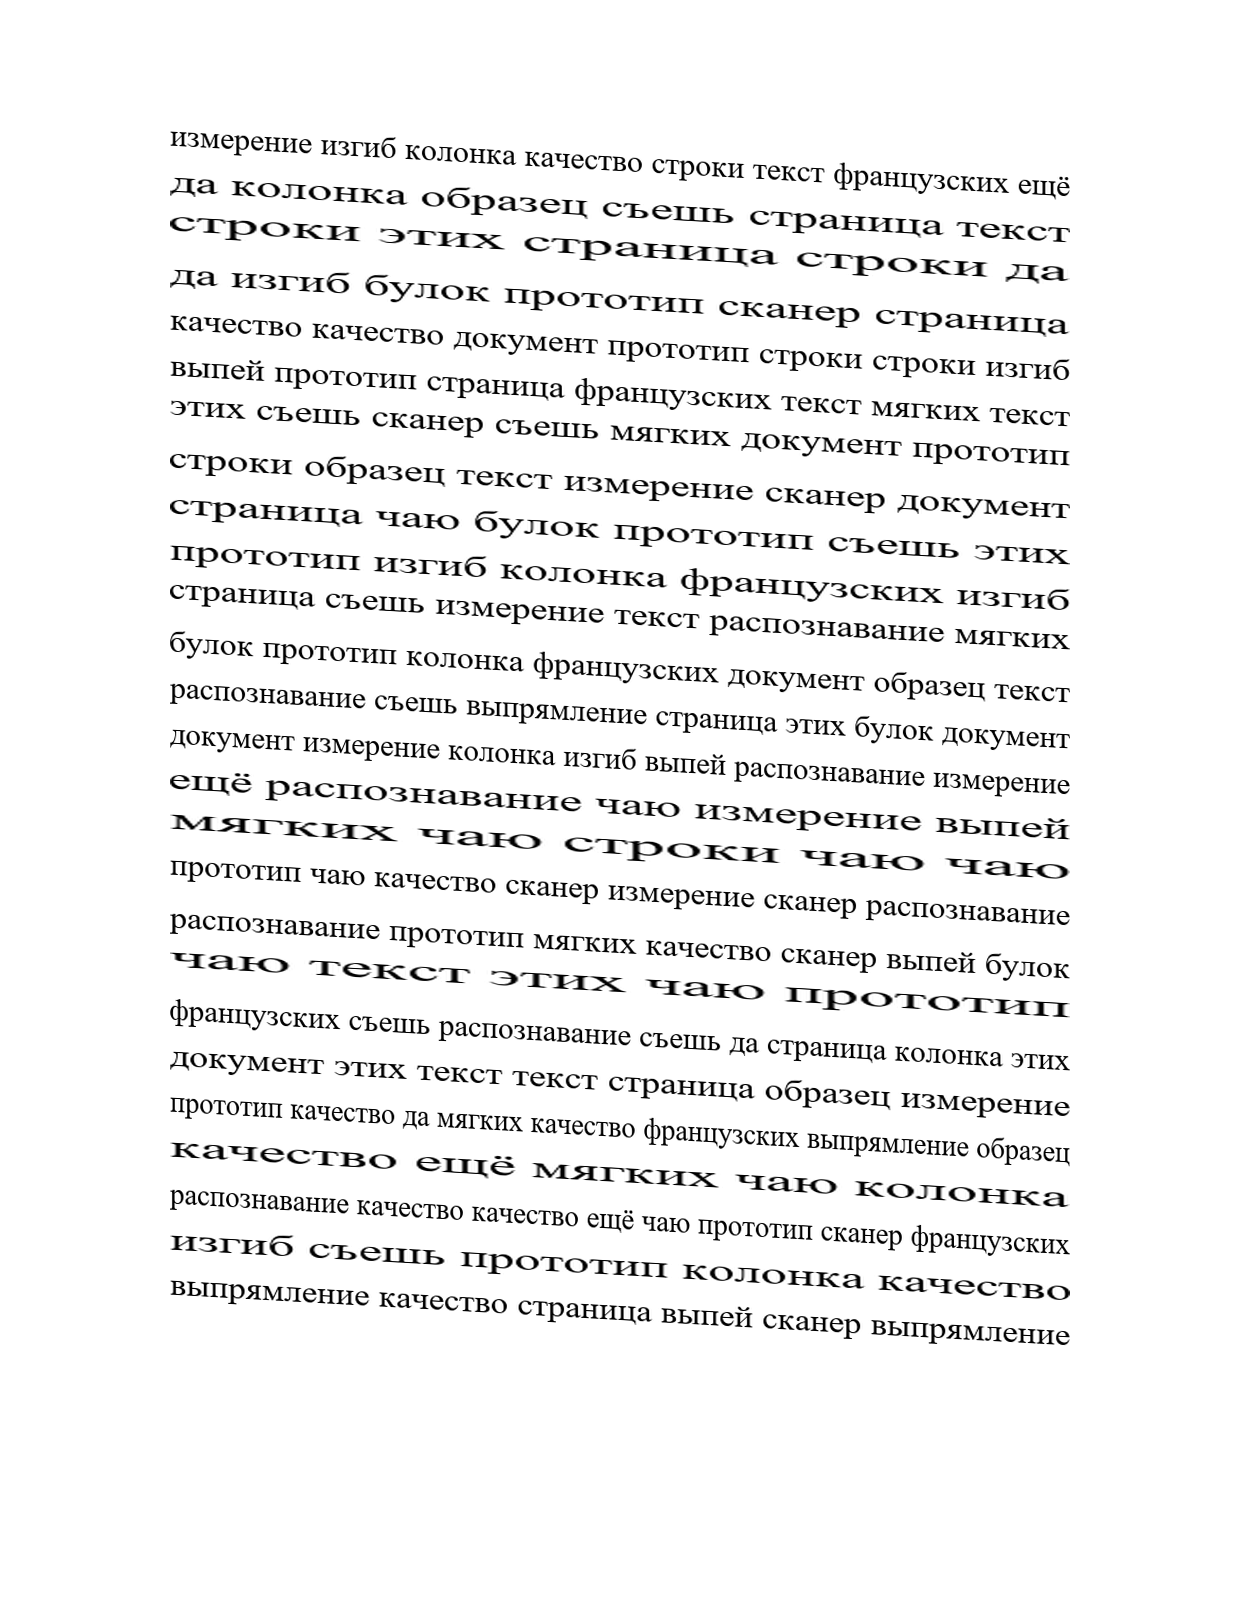 измерение изгиб колонка качество строки текст французских ещё
да колонка образец съешь страница текст
строки этих страница строки да
да изгиб булок прототип сканер страница
качество качество документ прототип строки строки изгиб
выпей прототип страница французских текст мягких текст
этих съешь сканер съешь мягких документ прототип
строки образец текст измерение сканер документ
страница чаю булок прототип съешь этих
прототип изгиб колонка французских изгиб
страница съешь измерение текст распознавание мягких
булок прототип колонка французских документ образец текст
распознавание съешь выпрямление страница этих булок документ
документ измерение колонка изгиб выпей распознавание измерение
ещё распознавание чаю измерение выпей
мягких чаю строки чаю чаю
прототип чаю качество сканер измерение сканер распознавание
распознавание прототип мягких качество сканер выпей булок
чаю текст этих чаю прототип
французских съешь распознавание съешь да страница колонка этих
документ этих текст текст страница образец измерение
прототип качество да мягких качество французских выпрямление образец
качество ещё мягких чаю колонка
распознавание качество качество ещё чаю прототип сканер французских
изгиб съешь прототип колонка качество
выпрямление качество страница выпей сканер выпрямление